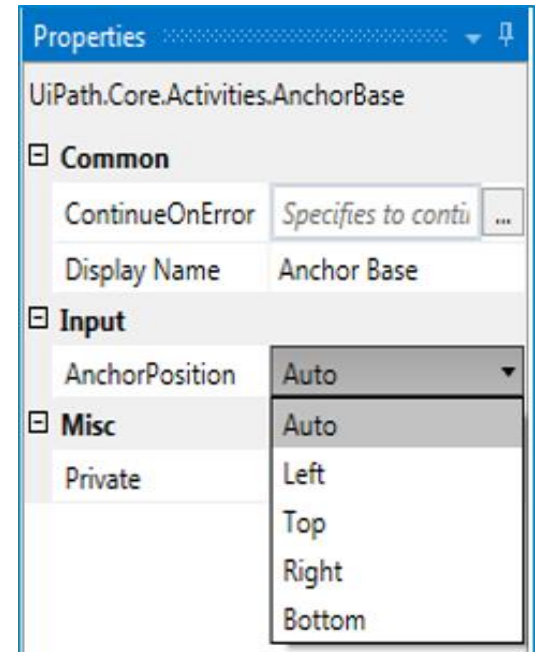 Properties
UiPath.Core.Activities.AnchorBase
Common
ContinueOnError Specifies to conti ...
Display Name Anchor Base
Input
AnchorPosition Auto
Misc Auto
Private Left
Top
Right
Bottom